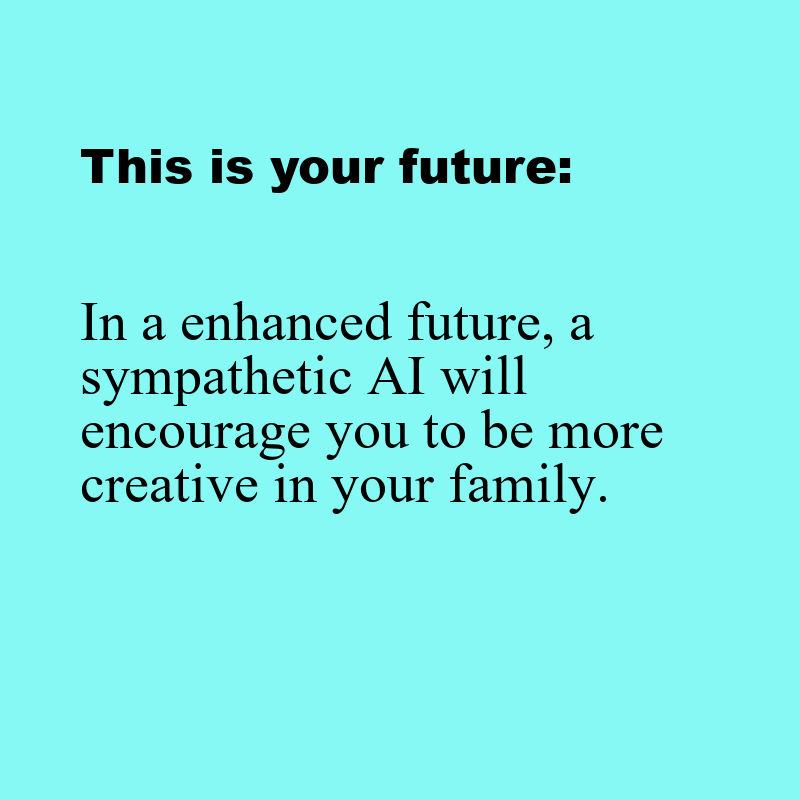 This is your future:
In a enhanced future, a
sympathetic AI will
encourage you to be more
creative in your family.